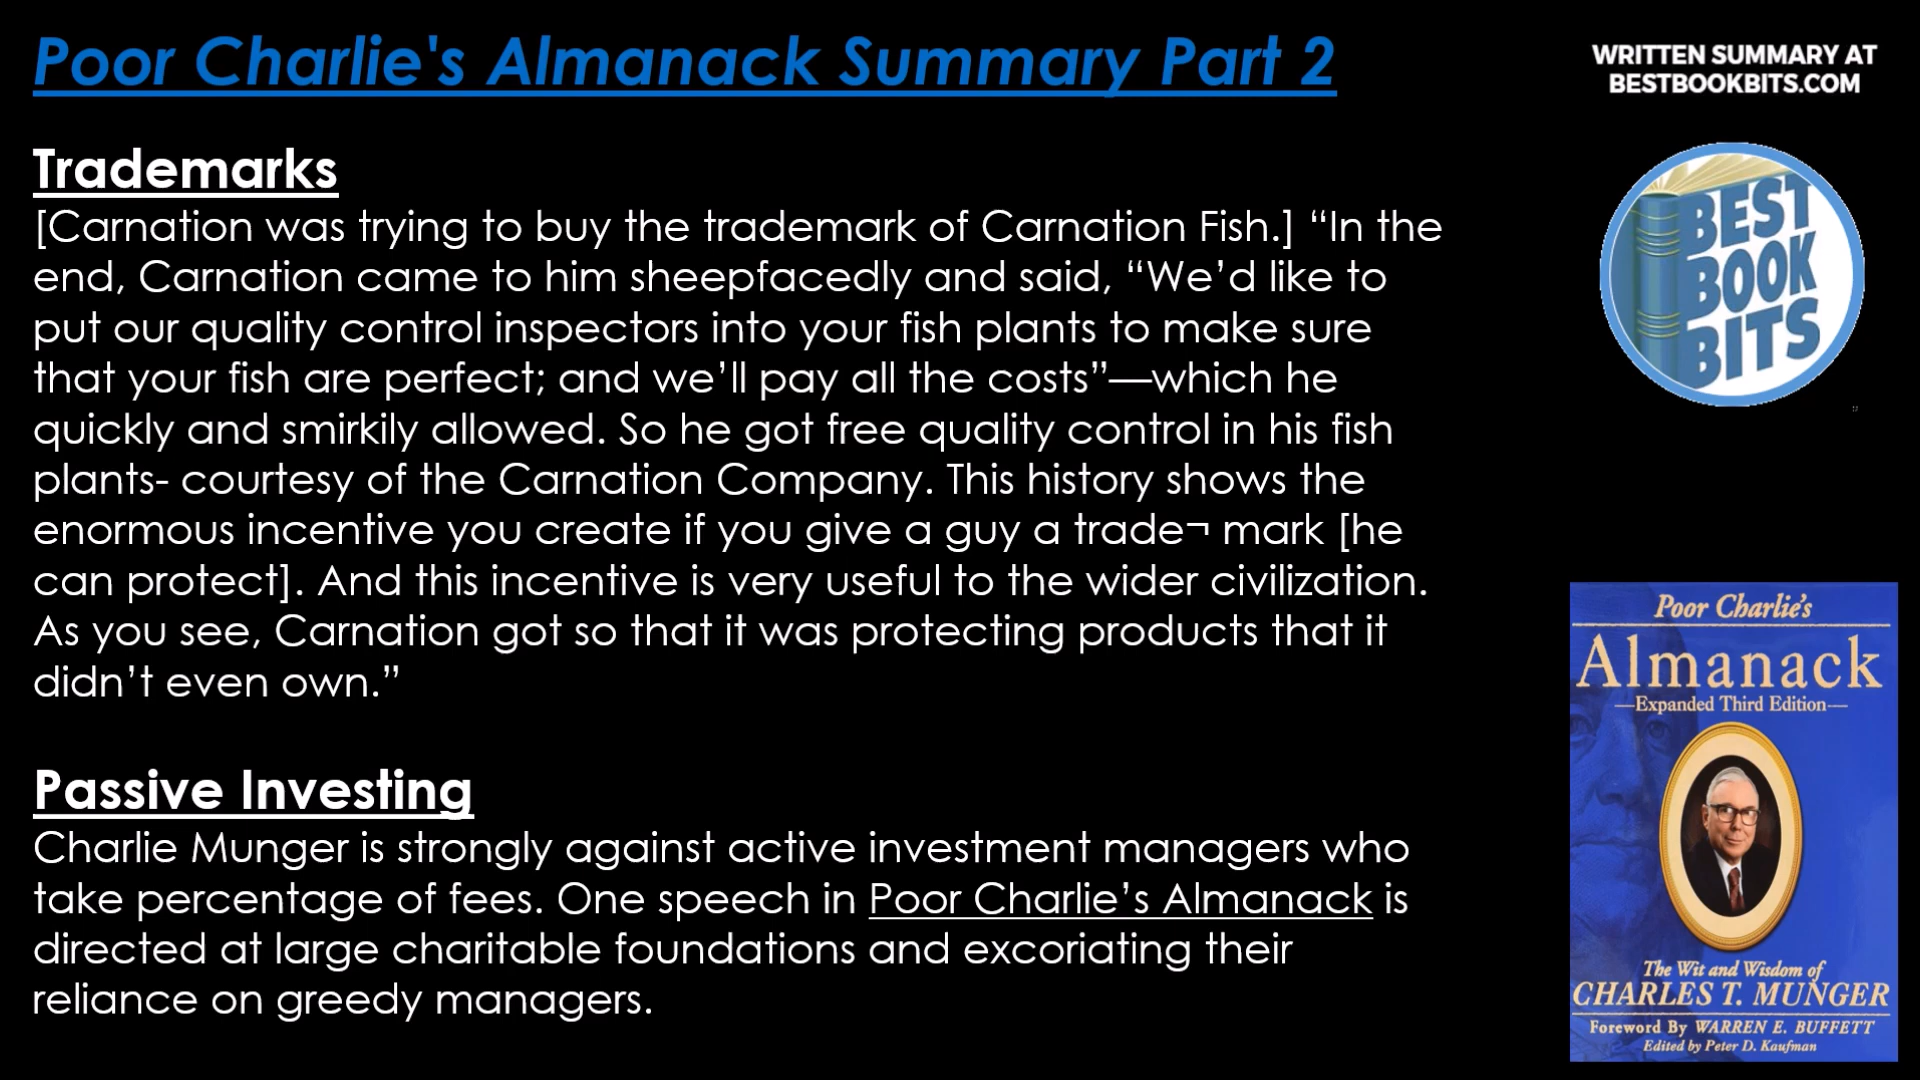 Poor Charlie's Almanack Summary Part 2
WRITTEN SUMMARY AT
BESTBOOKBITS.COM
Trademarks
[Carnation was trying to buy the trademark of Carnation Fish.] “In the
end, Carnation came to him sheepfacedly and said, “We’d like to
put our quality control inspectors into your fish plants to make sure
that your fish are perfect; and we’ll pay all the costs”—which he
quickly and smirkily allowed. So he got free quality control in his fish
plants- courtesy of the Carnation Company. This history shows the
enormous incentive you create if you give a guy a trade¬ mark [he
can protect]. And this incentive is very useful to the wider civilization.
As you see, Carnation got so that it was protecting products that it
didn’t even own.”
Passive Investing
Charlie Munger is strongly against active investment managers who
take percentage of fees. One speech in Poor Charlie’s Almanack is
directed at large charitable foundations and excoriating their
reliance on greedy managers.
BEST
BOOK
BITS
Poor Charlie's
Almanack
—Expanded Third Edition—
The Wit and Wisdom of
CHARLES T. MUNGER
Foreword By WARREN E. BUFFETT
Edited by Peter D. Kaufman